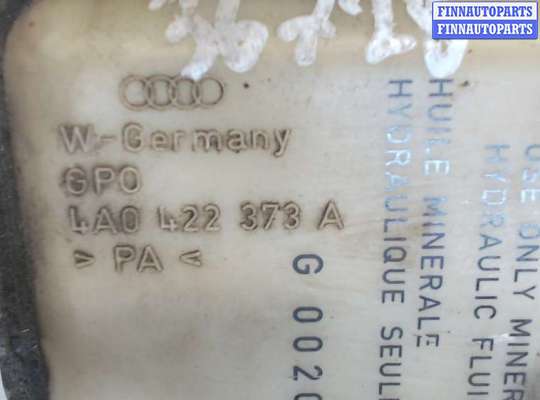 FINNAUTOPARTS
FINNAUTOPARTS
W.-Germany
GPO
4A0 422 373 A
> PA <
G 002
HYDRAULIQUE SEUL
HUILE MINERALE
HYDRAULIC FLUI
USE ONLY MINER